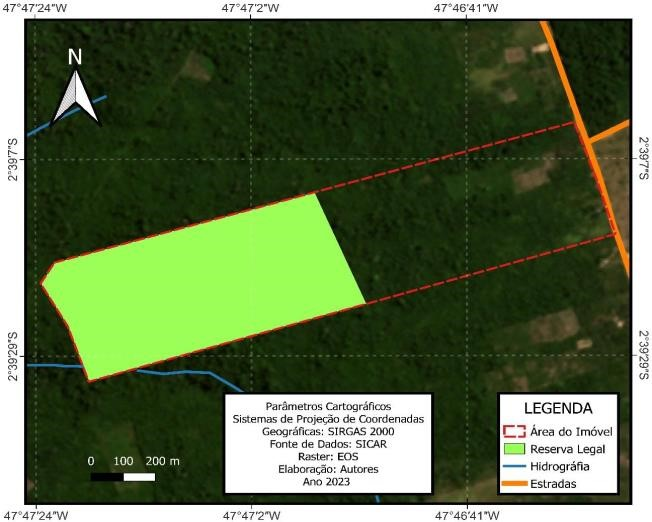 47°47'24"W 47°47'2"W 47°46'41"W
N
2°39'7"S 2°39'7"S
2°39'29"S 2°39'29"S
Parâmetros Cartográficos
Sistemas de Projeção de Coordenadas
Geográficas: SIRGAS 2000
Fonte de Dados: SICAR
Raster: EOS
Elaboração: Autores
Ano 2023
LEGENDA
Área do Imóvel
Reserva Legal
Hidrográfia
Estradas
0 100 200 m
47°47'24"W 47°47'2"W 47°46'41"W